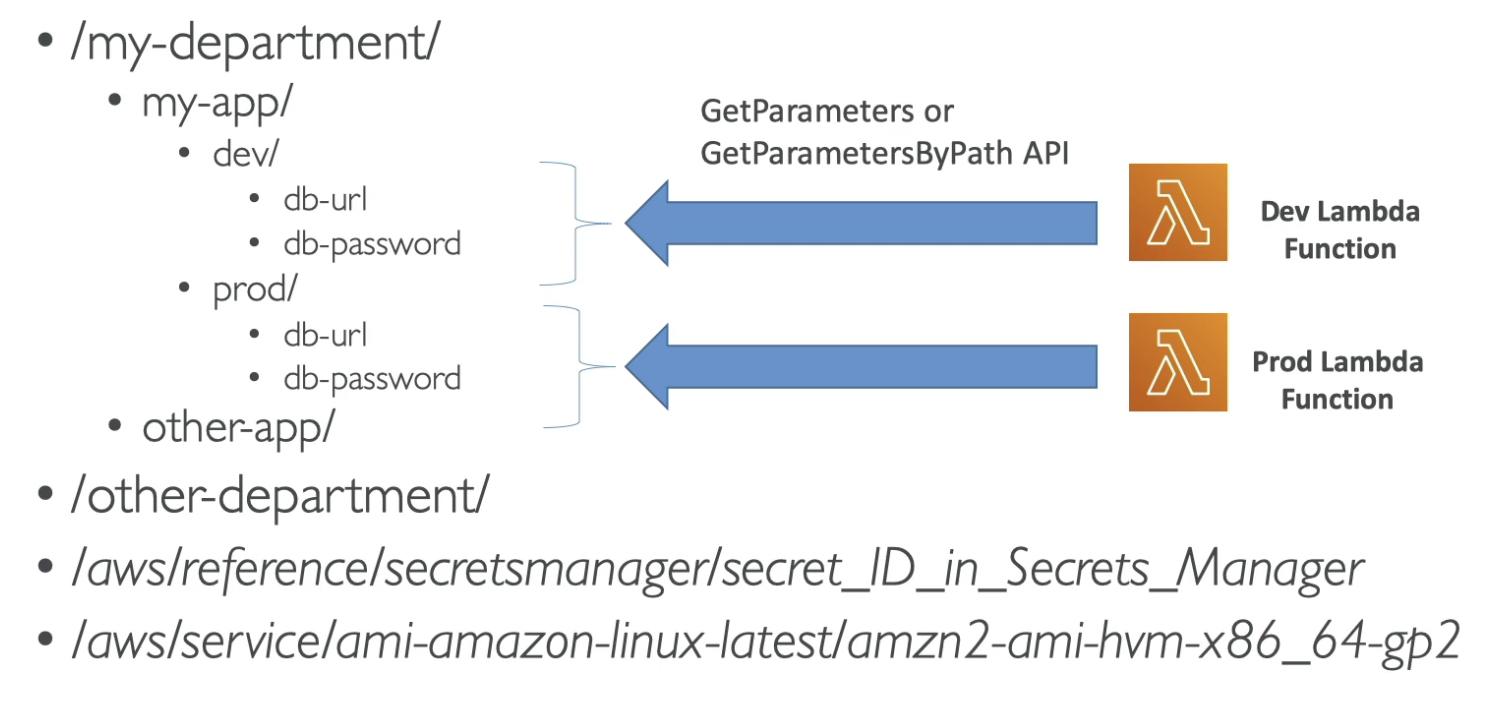 • /my-department/
• my-app/
• dev/
• db-url
• db-password
• prod/
• db-url
• db-password
• other-app/
• /other-department/
• /aws/reference/secretsmanager/secret_ID_in_Secrets_Manager
• /aws/service/ami-amazon-linux-latest/amzn2-ami-hvm-x86_64-gp2
GetParameters or
GetParametersByPath API
Dev Lambda
Function
Prod Lambda
Function